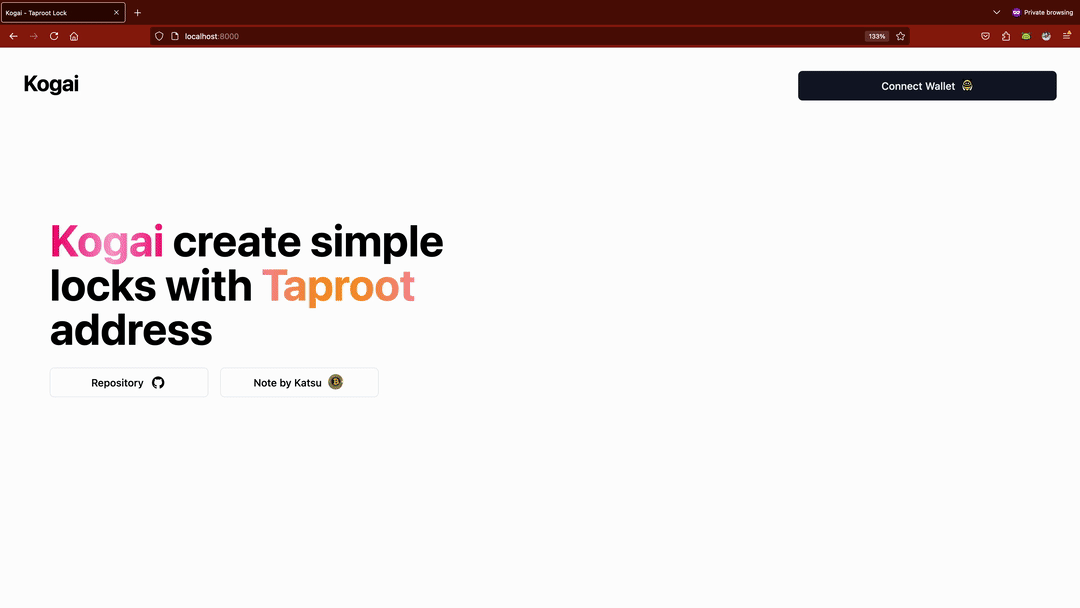 Kogai - Taproot Lock
Private browsing
localhost:8000
133%
Kogai
Connect Wallet
Kogai create simple
locks with Taproot
address
Repository
Note by Katsu